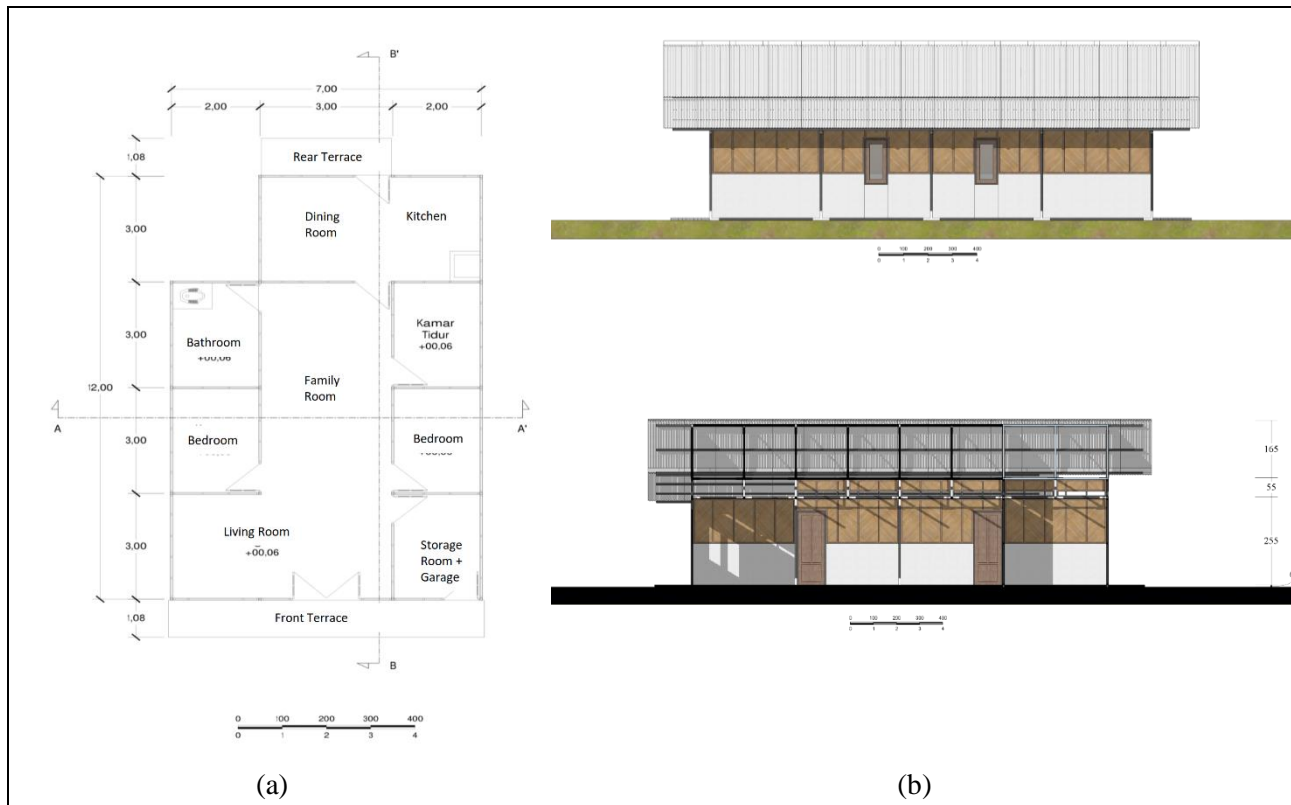 B'
7,00
2,00
3,00
2,00
1,08
Rear Terrace
Dining
Room
Kitchen
3,00
Bathroom
+00,06
Kamar
Tidur
+00,06
3,00
12,00
Family
Room
A
A'
Bedroom
Bedroom
3,00
Living Room
+00,06
Storage
Room +
Garage
3,00
Front Terrace
1,08
B
0 100 200 300 400
0 1 2 3 4
(a)
0 100 200 300 400
0 1 2 3 4
165
55
255
0 100 200 300 400
0 1 2 3 4
(b)